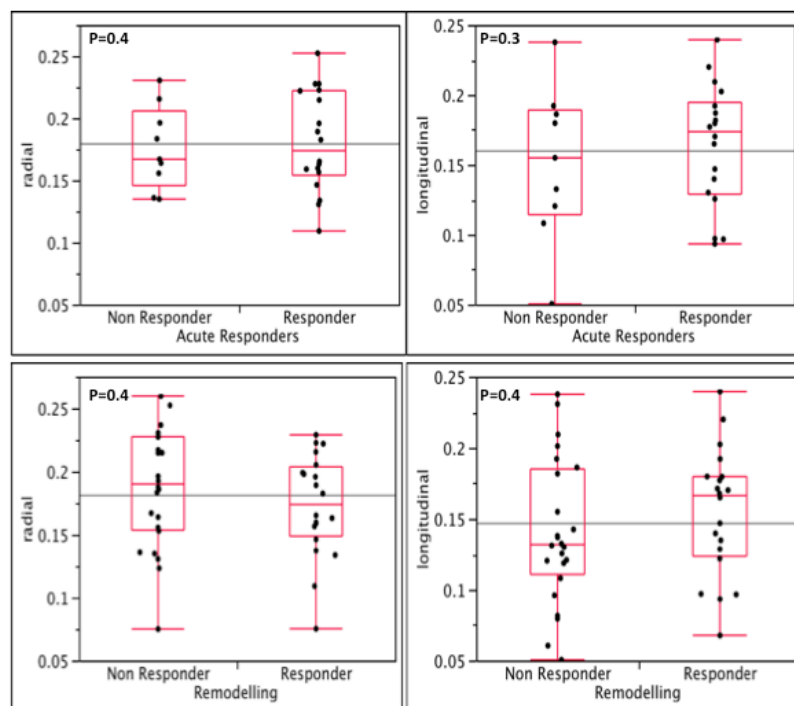 P=0.4
0.25
0.2
0.15
0.1
0.05
radial
Non Responder
Responder
Acute Responders
P=0.3
0.25
0.2
0.15
0.1
0.05
longitudinal
Non Responder
Responder
Acute Responders
P=0.4
0.25
0.2
0.15
0.1
0.05
radial
Non Responder
Responder
Remodelling
P=0.4
0.25
0.2
0.15
0.1
0.05
longitudinal
Non Responder
Responder
Remodelling